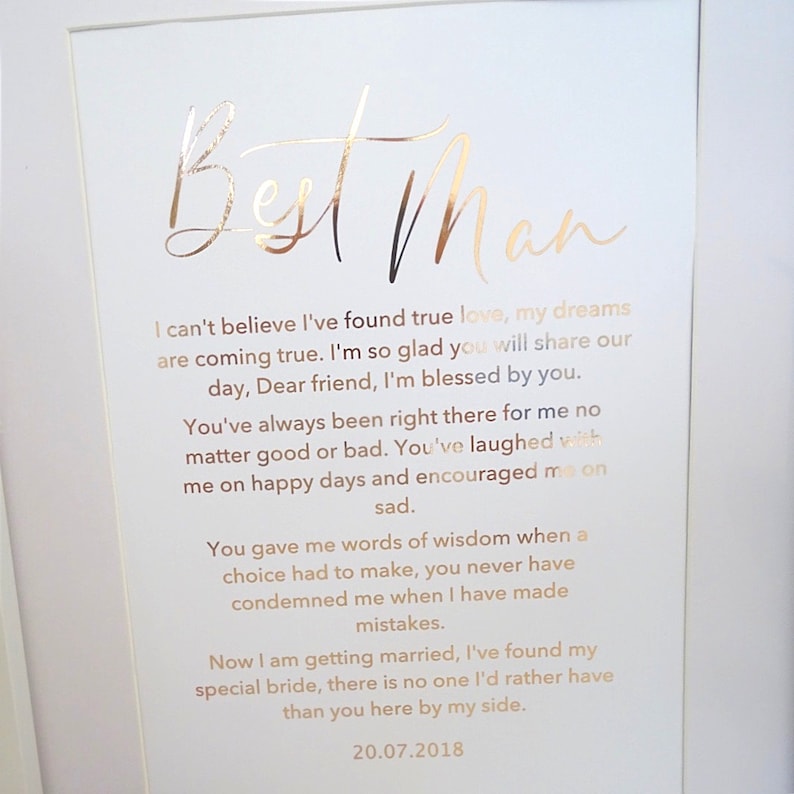 Best Man
I can't believe I've found true love, my dreams
are coming true. I'm so glad you will share our
day, Dear friend, I'm blessed by you.
You've always been right there for me no
matter good or bad. You've laughed with
me on happy days and encouraged me on
sad.
You gave me words of wisdom when a
choice had to make, you never have
condemned me when I have made
mistakes.
Now I am getting married, I've found my
special bride, there is no one I'd rather have
than you here by my side.
20.07.2018